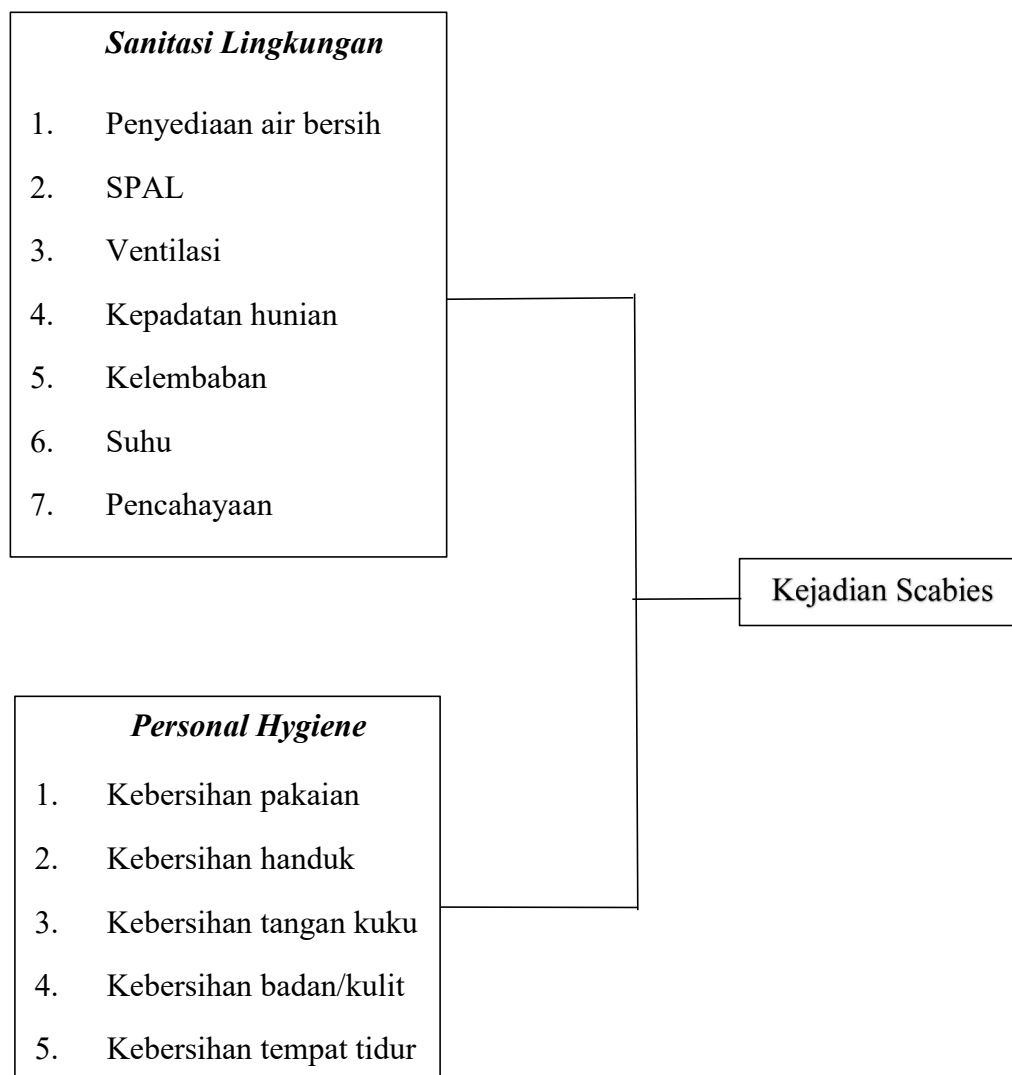 Sanitasi Lingkungan
1. Penyediaan air bersih
2. SPAL
3. Ventilasi
4. Kepadatan hunian
5. Kelembaban
6. Suhu
7. Pencahayaan
Kejadian Scabies
Personal Hygiene
1. Kebersihan pakaian
2. Kebersihan handuk
3. Kebersihan tangan kuku
4. Kebersihan badan/kulit
5. Kebersihan tempat tidur